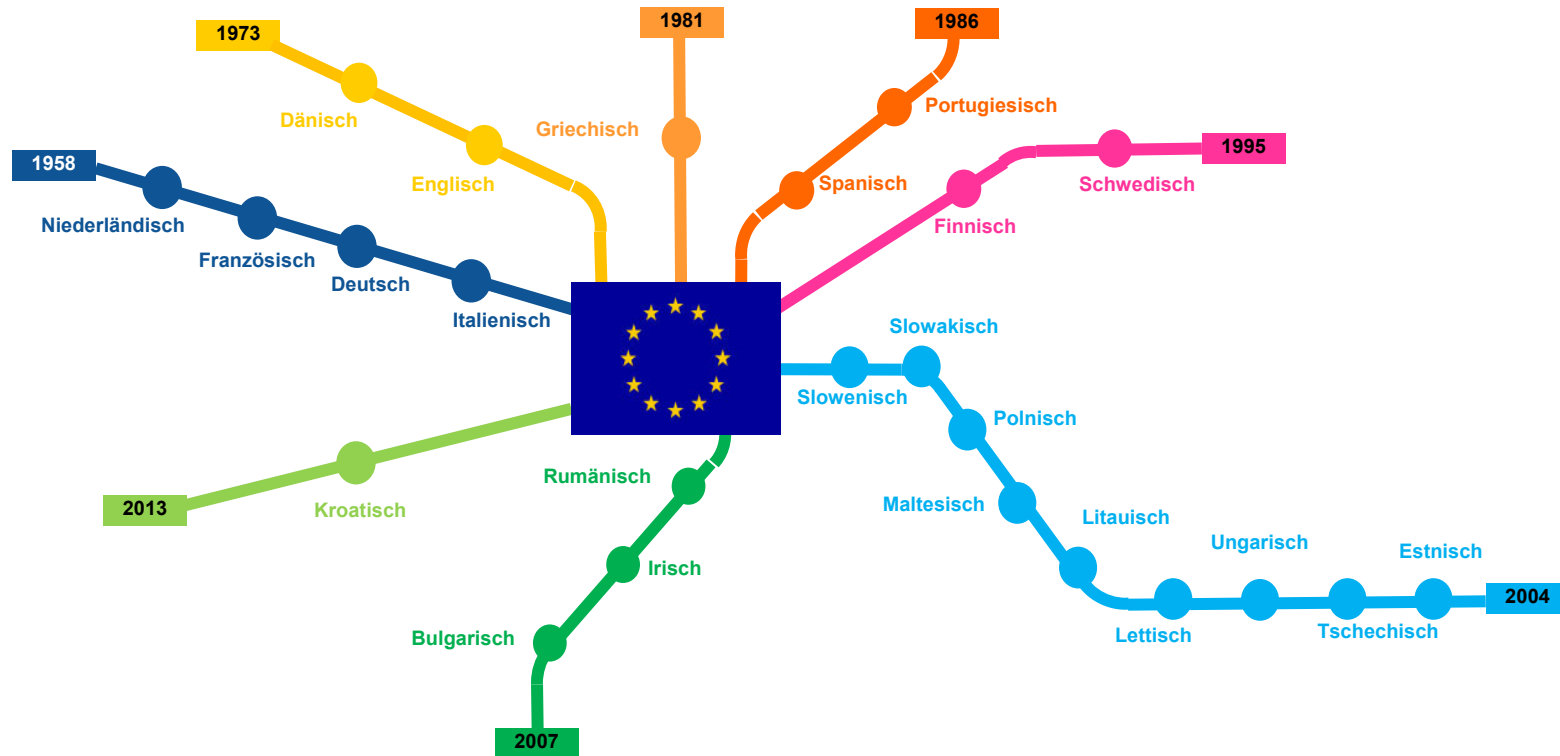 1958
Niederländisch
Französisch
Deutsch
Italienisch
1973
Dänisch
Englisch
1981
Griechisch
1986
Portugiesisch
Spanisch
1995
Schwedisch
Finnisch
Slowenisch
Slowakisch
Polnisch
Maltesisch
Litauisch
Lettisch
Ungarisch
Tschechisch
Estnisch
2004
Rumänisch
Irisch
Bulgarisch
2007
Kroatisch
2013